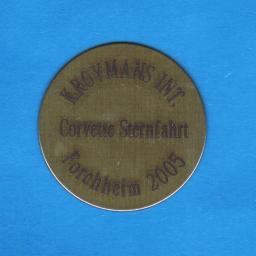 KROYMANS INT.
Corvette Sternfahrt
Forchheim 2005